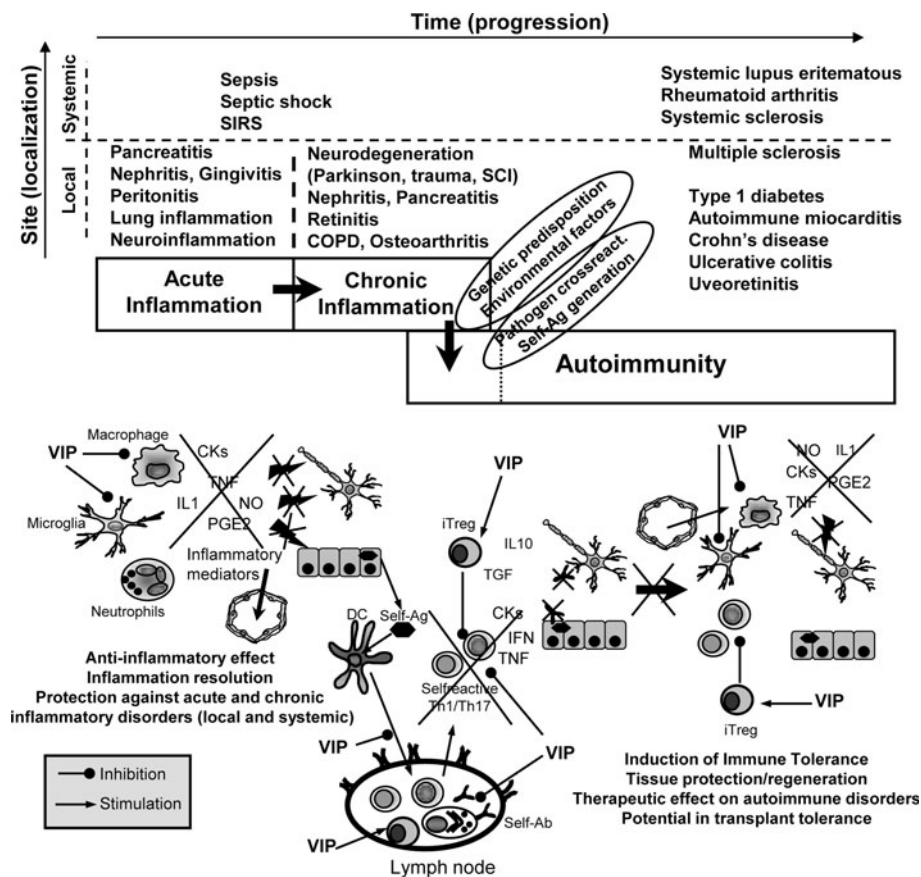 Time (progression)
Site (localization)
Systemic
Local
Sepsis
Septic shock
SIRS
Systemic lupus eritematous
Rheumatoid arthritis
Systemic sclerosis
Pancreatitis
Nephritis, Gingivitis
Peritonitis
Lung inflammation
Neuroinflammation
Neurodegeneration
(Parkinson, trauma, SCI)
Nephritis, Pancreatitis
Retinitis
COPD, Osteoarthritis
Multiple sclerosis
Type 1 diabetes
Autoimmune miocarditis
Crohn's disease
Ulcerative colitis
Uveoretinitis
Acute
Inflammation
Chronic
Inflammation
Genetic predisposition
Environmental factors
Pathogen crossreact.
Self-Ag generation
Autoimmunity
Macrophage
VIP
Microglia
Neutrophils
CKs
TNF
IL1
NO
PGE2
Inflammatory
mediators
Anti-inflammatory effect
Inflammation resolution
Protection against acute and chronic
inflammatory disorders (local and systemic)
VIP
iTreg
IL10
TGF
DC
Self-Ag
CKs
IFN
TNF
Selfreactive
Th1/Th17
VIP
VIP
Self-Ab
VIP
Lymph node
VIP
NO
IL1
CKs
PGE2
TNF
VIP
iTreg
Induction of Immune Tolerance
Tissue protection/regeneration
Therapeutic effect on autoimmune disorders
Potential in transplant tolerance
Inhibition
Stimulation